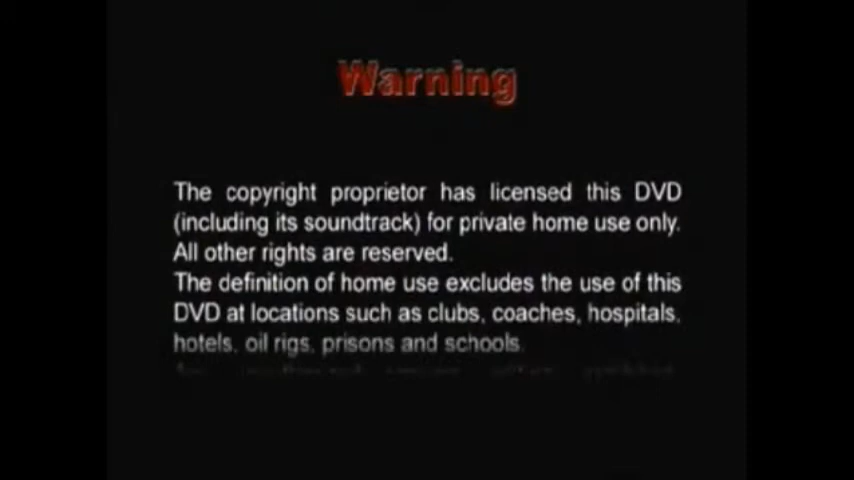 Warning
The copyright proprietor has licensed this DVD
(including its soundtrack) for private home use only.
All other rights are reserved.
The definition of home use excludes the use of this
DVD at locations such as clubs, coaches, hospitals,
hotels, oil rigs, prisons and schools.